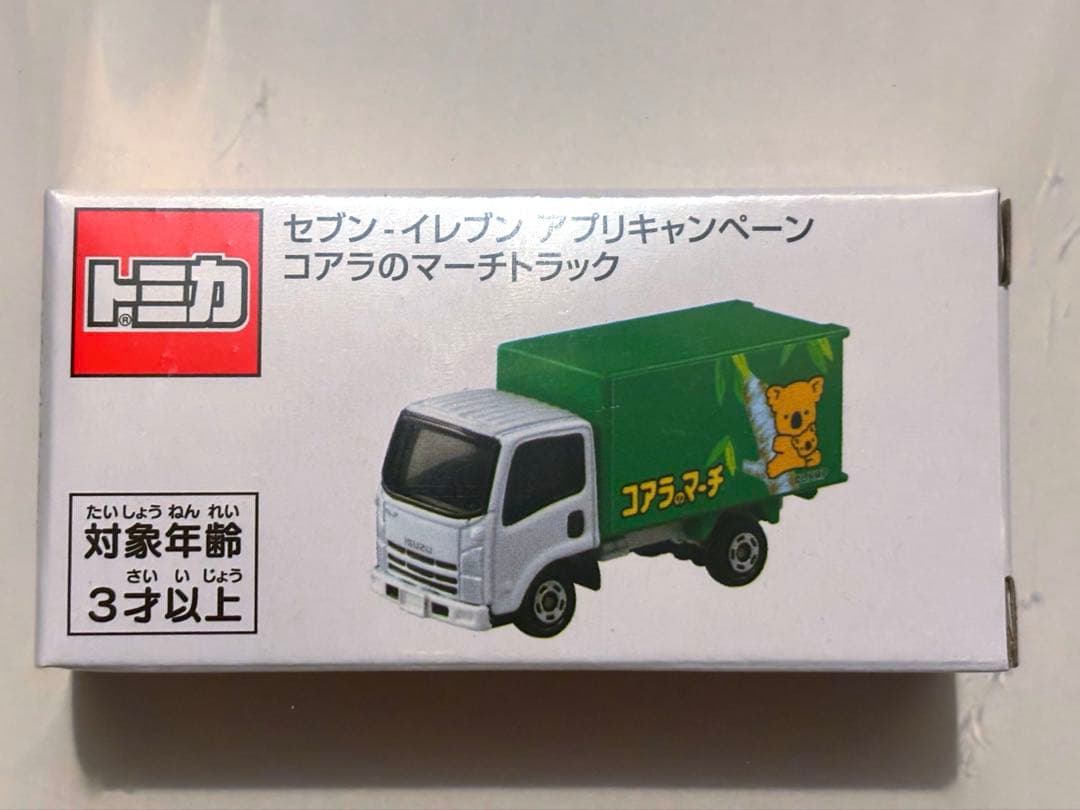 セブン-イレブン アプリキャンペーン
コアラのマーチトラック
トミカ®
コアラのマーチ
ISUZU
たいしょう ねん れい
対象年齢
さい い じょう
3才以上